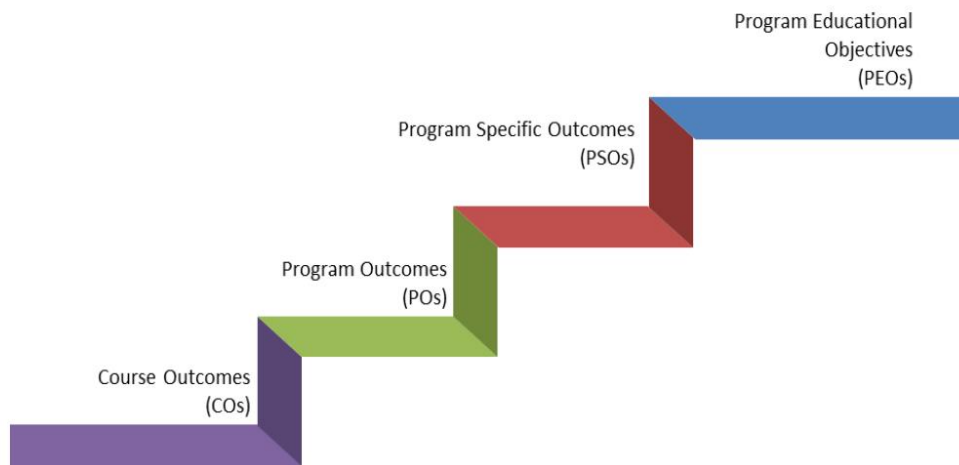 Program Educational
Objectives
(PEOs)
Program Specific Outcomes
(PSOs)
Program Outcomes
(POs)
Course Outcomes
(COs)